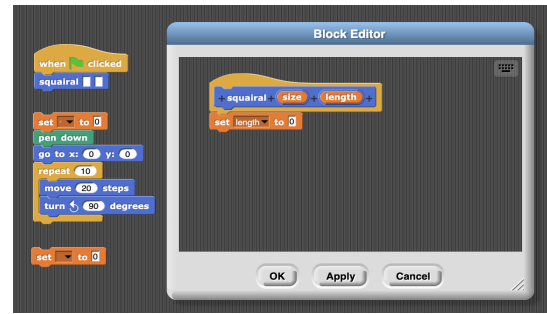 when clicked
squairal
set to 0
pen down
go to x: 0 y: 0
repeat 10
move 20 steps
turn 90 degrees
set to 0
Block Editor
+ squairal + size + length +
set length to 0
OK
Apply
Cancel